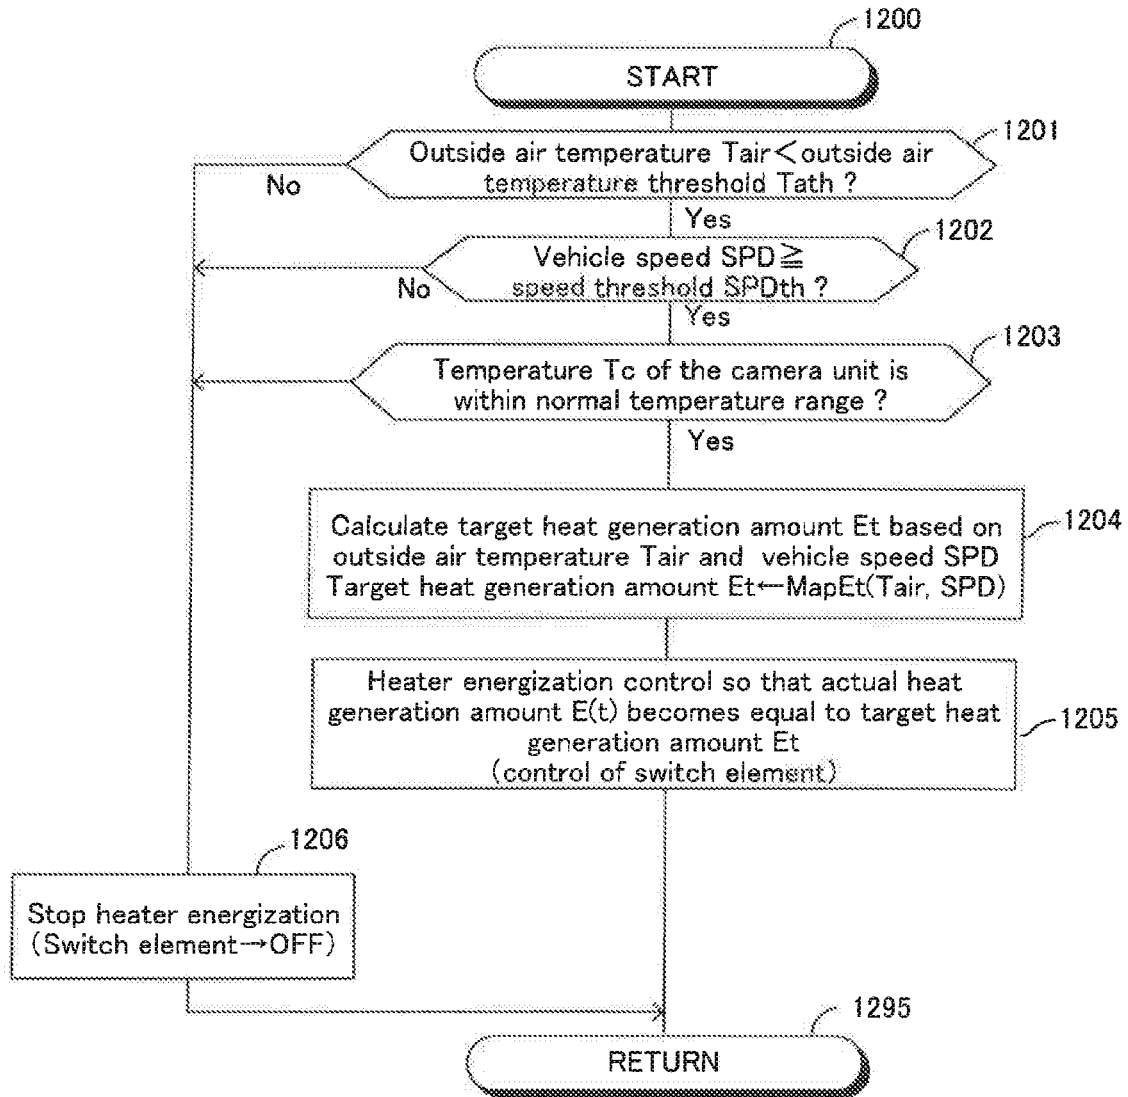 1200
START
1201
Outside air temperature Tair＜outside air
temperature threshold Tath ?
No
Yes
1202
Vehicle speed SPD≧
speed threshold SPDth ?
No
Yes
1203
Temperature Tc of the camera unit is
within normal temperature range ?
Yes
1204
Calculate target heat generation amount Et based on
outside air temperature Tair and vehicle speed SPD
Target heat generation amount Et←MapEt(Tair, SPD)
1205
Heater energization control so that actual heat
generation amount E(t) becomes equal to target heat
generation amount Et
(control of switch element)
1206
Stop heater energization
(Switch element→OFF)
1295
RETURN